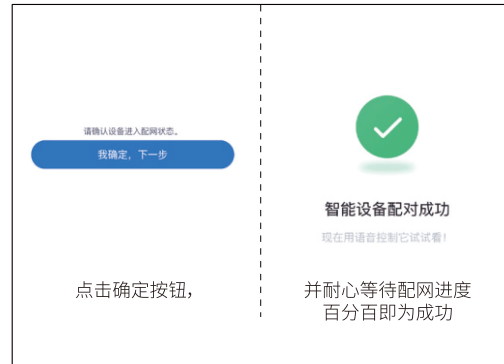 请确认设备进入配网状态。
我确定，下一步
点击确定按钮，
智能设备配对成功
现在用语音控制它试试看！
并耐心等待配网进度
百分百即为成功